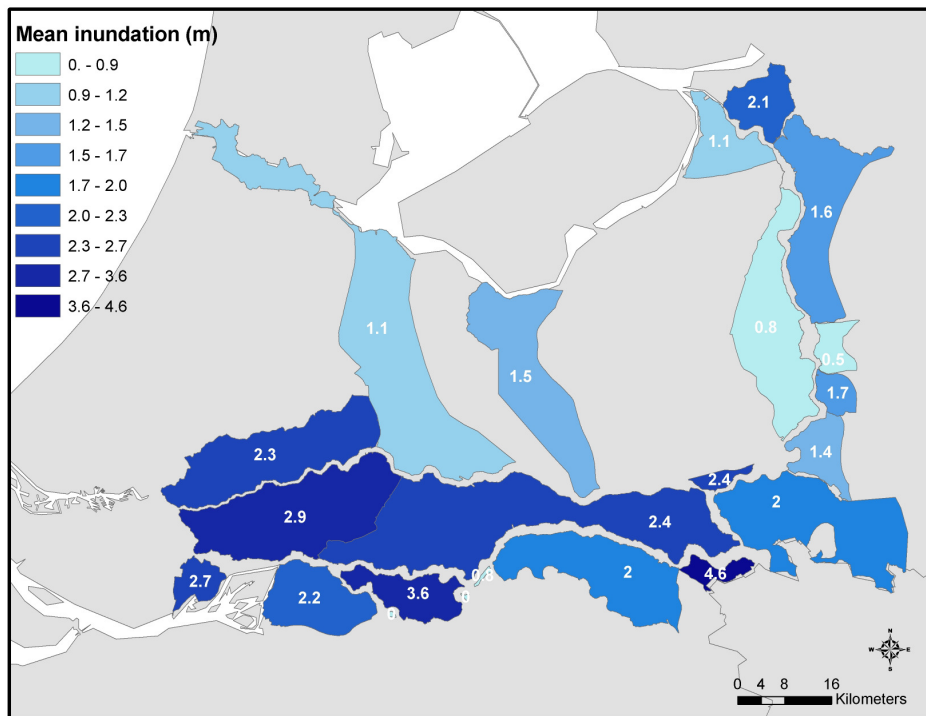 Mean inundation (m)
0. - 0.9
0.9 - 1.2
1.2 - 1.5
1.5 - 1.7
1.7 - 2.0
2.0 - 2.3
2.3 - 2.7
2.7 - 3.6
3.6 - 4.6
2.1
1.1
1.6
0.8
1.1
0.5
1.5
1.7
1.4
2.3
2.4
2
2.9
2.4
4.6
2.7
0.8
2
3.6
2.2
0
0
N
W E
S
0 4 8 16
Kilometers